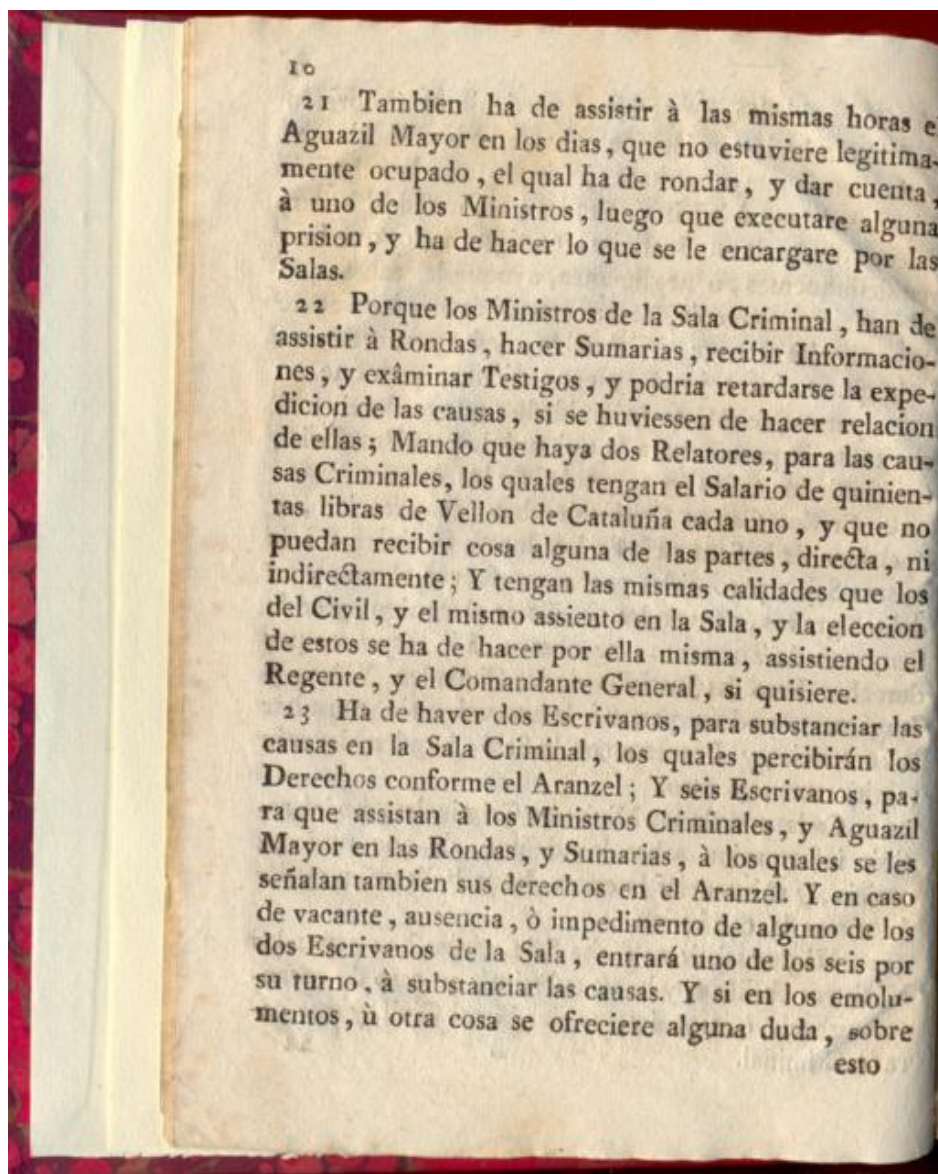 10
21 Tambien ha de assistir à las mismas horas e
Aguazil Mayor en los dias, que no estuviere legitima-
mente ocupado, el qual ha de rondar, y dar cuenta,
à uno de los Ministros, luego que executare alguna
prision, y ha de hacer lo que se le encargare por las
Salas.
22 Porque los Ministros de la Sala Criminal, han de
assistir à Rondas, hacer Sumarias, recibir Informacio-
nes, y exâminar Testigos, y podria retardarse la expe-
dicion de las causas, si se huviessen de hacer relacion
de ellas; Mando que haya dos Relatores, para las cau-
sas Criminales, los quales tengan el Salario de quinien-
tas libras de Vellon de Cataluña cada uno, y que no
puedan recibir cosa alguna de las partes, directa, ni
indirectamente; Y tengan las mismas calidades que los
del Civil, y el mismo assiento en la Sala, y la eleccion
de estos se ha de hacer por ella misma, assistiendo el
Regente, y el Comandante General, si quisiere.
23 Ha de haver dos Escrivanos, para substanciar las
causas en la Sala Criminal, los quales percibirán los
Derechos conforme el Aranzel; Y seis Escrivanos, pa-
ra que assistan à los Ministros Criminales, y Aguazil
Mayor en las Rondas, y Sumarias, à los quales se les
señalan tambien sus derechos en el Aranzel. Y en caso
de vacante, ausencia, ò impedimento de alguno de los
dos Escrivanos de la Sala, entrará uno de los seis por
su turno, à substanciar las causas. Y si en los emolu-
mentos, ù otra cosa se ofreciere alguna duda, sobre
esto